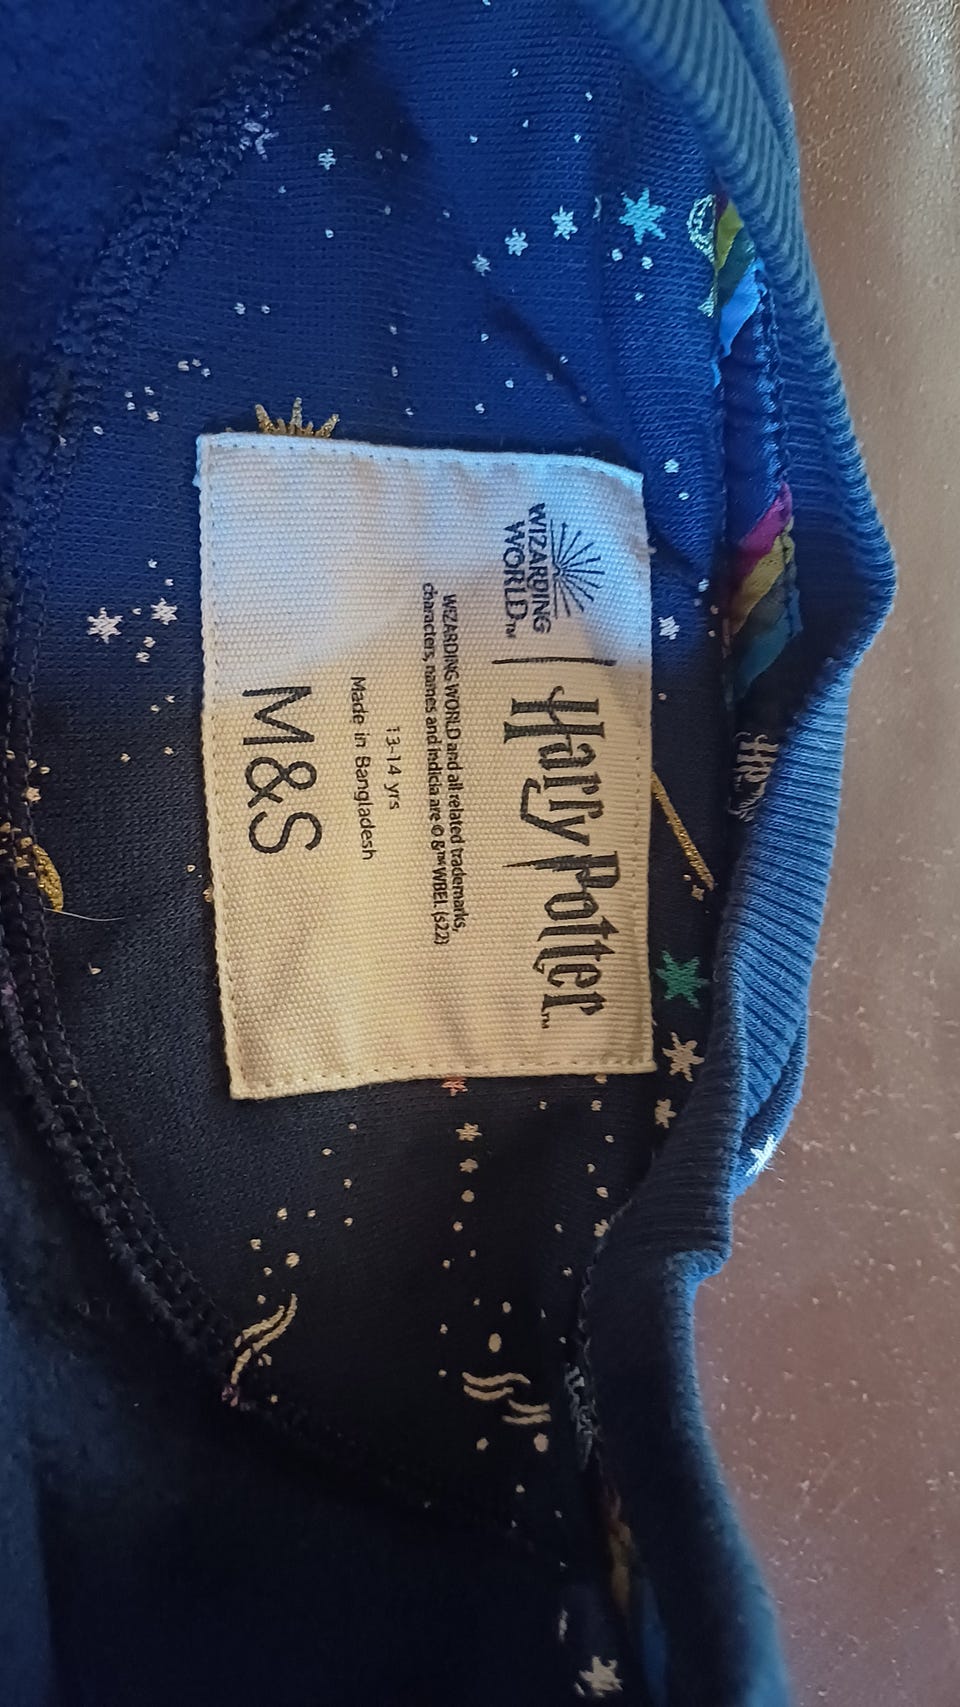 WIZARDING
WORLD™
Harry Potter™
WIZARDING WORLD and all related trademarks,
characters, names and indicia are © &™ WBEI. (s22)
13-14 yrs
Made in Bangladesh
M&S